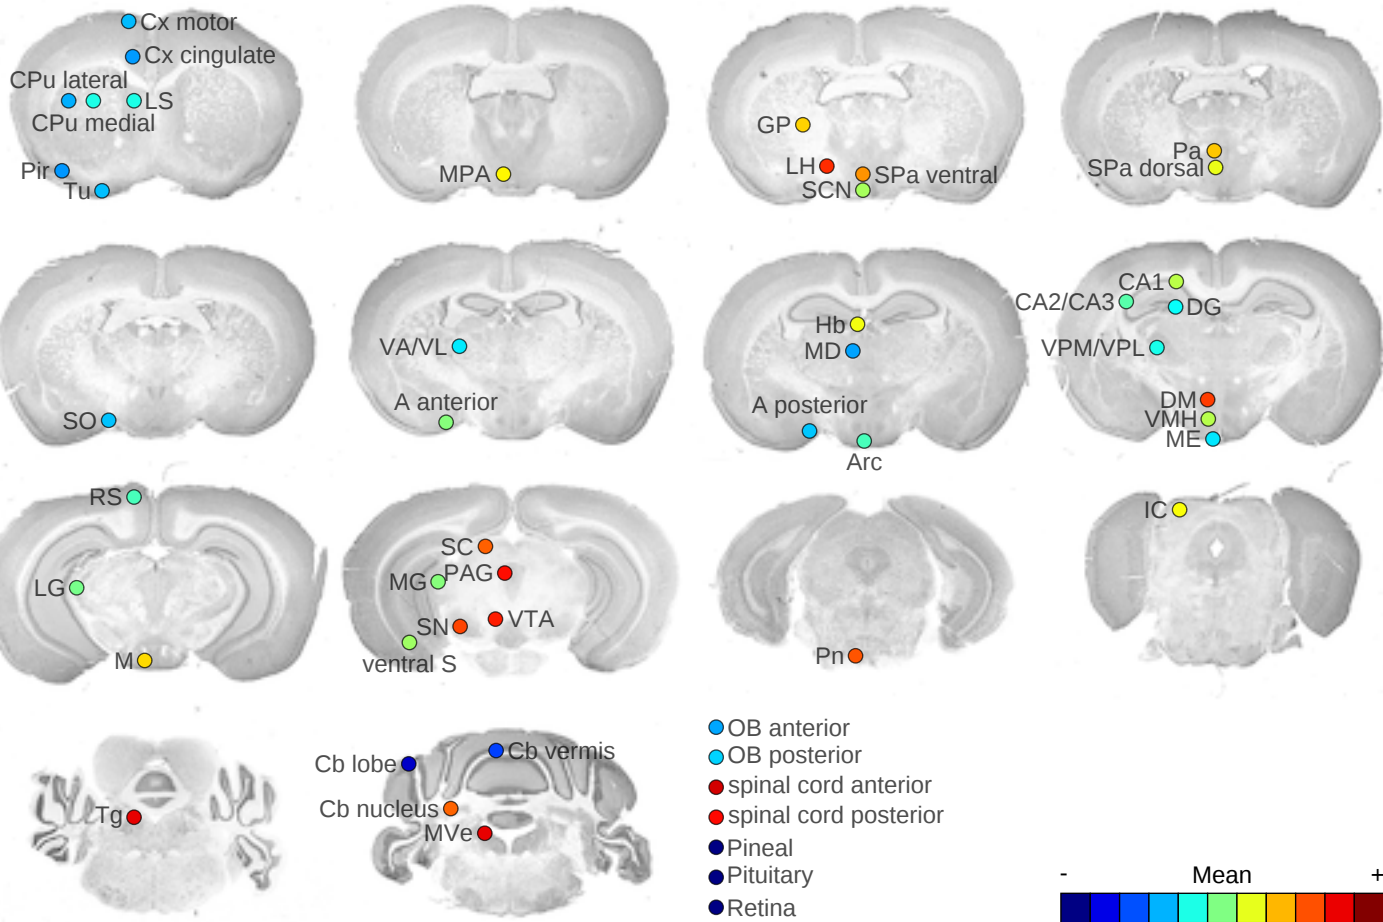 Cx motor
Cx cingulate
CPu lateral
LS
CPu medial
Pir
Tu
MPA
GP
LH
SPa ventral
SCN
Pa
SPa dorsal
SO
VA/VL
A anterior
Hb
MD
A posterior
Arc
CA1
CA2/CA3
DG
VPM/VPL
DM
VMH
ME
RS
LG
M
SC
MG PAG
SN VTA
ventral S
Pn
IC
Tg
Cb lobe
Cb vermis
Cb nucleus
MVe
OB anterior
OB posterior
spinal cord anterior
spinal cord posterior
Pineal
Pituitary
Retina
- Mean +